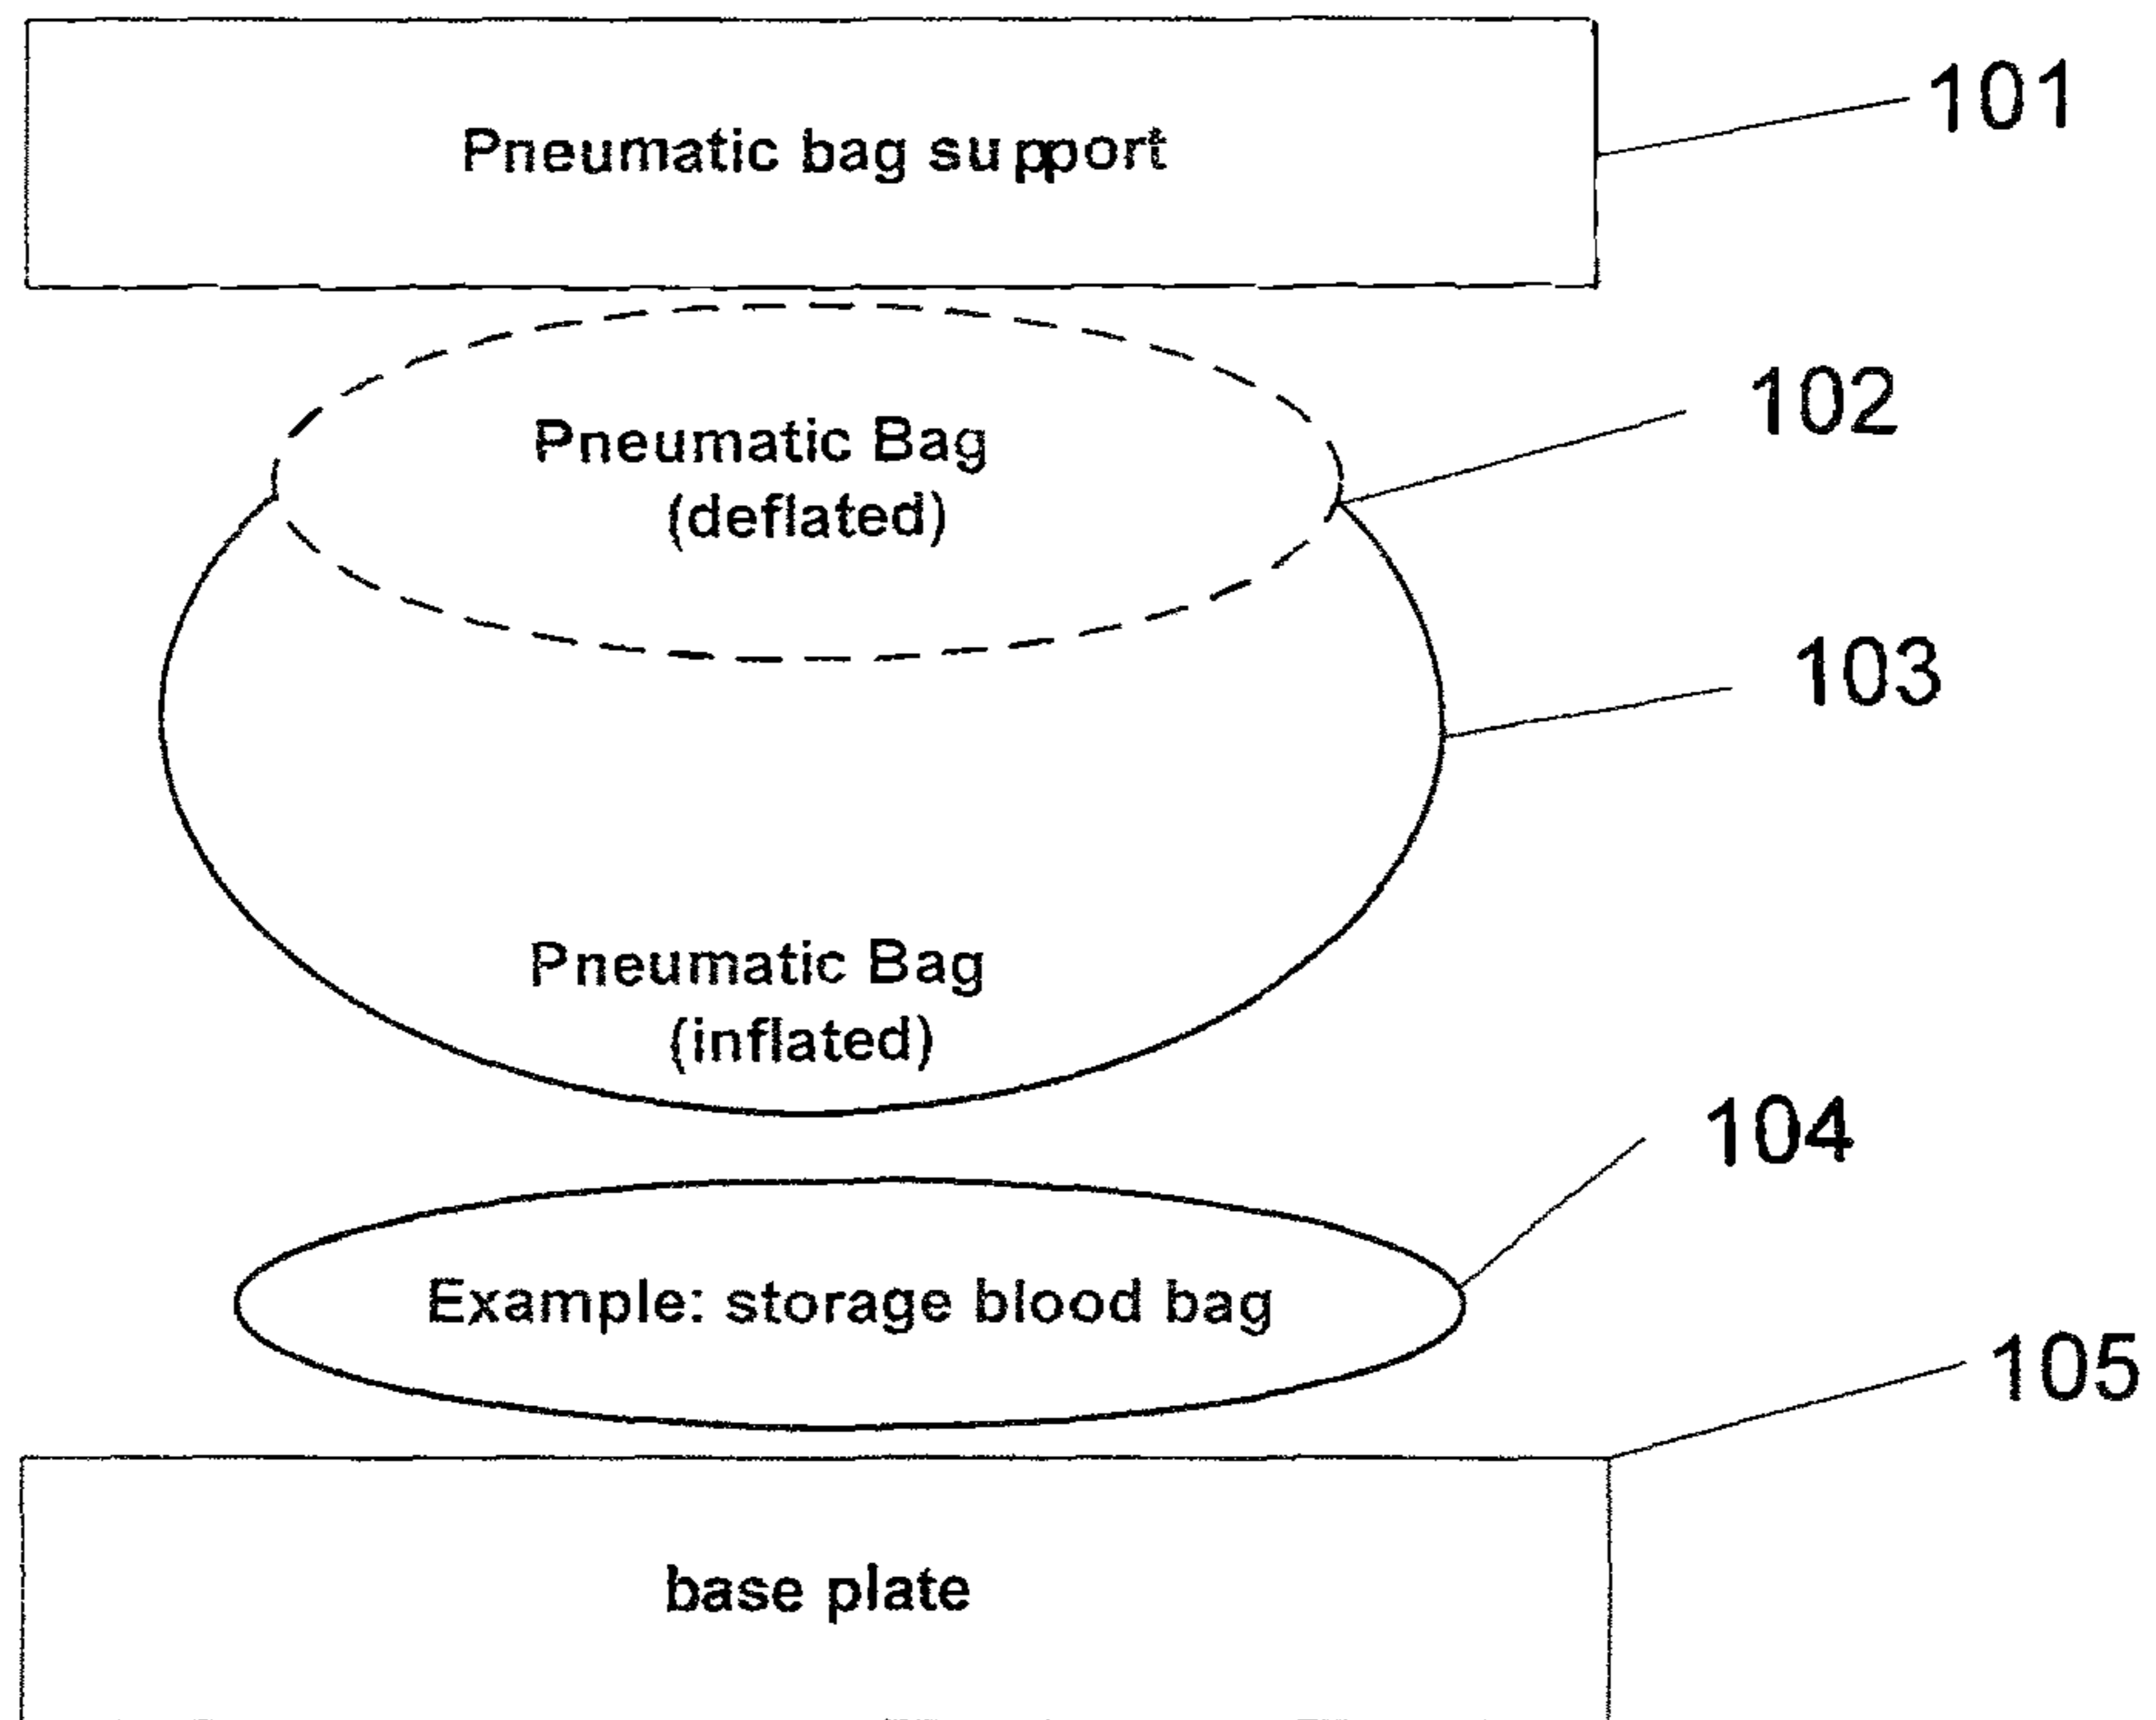 Pneumatic bag support
101
Pneumatic Bag
(deflated)
102
103
Pneumatic Bag
(inflated)
104
Example: storage blood bag
105
base plate